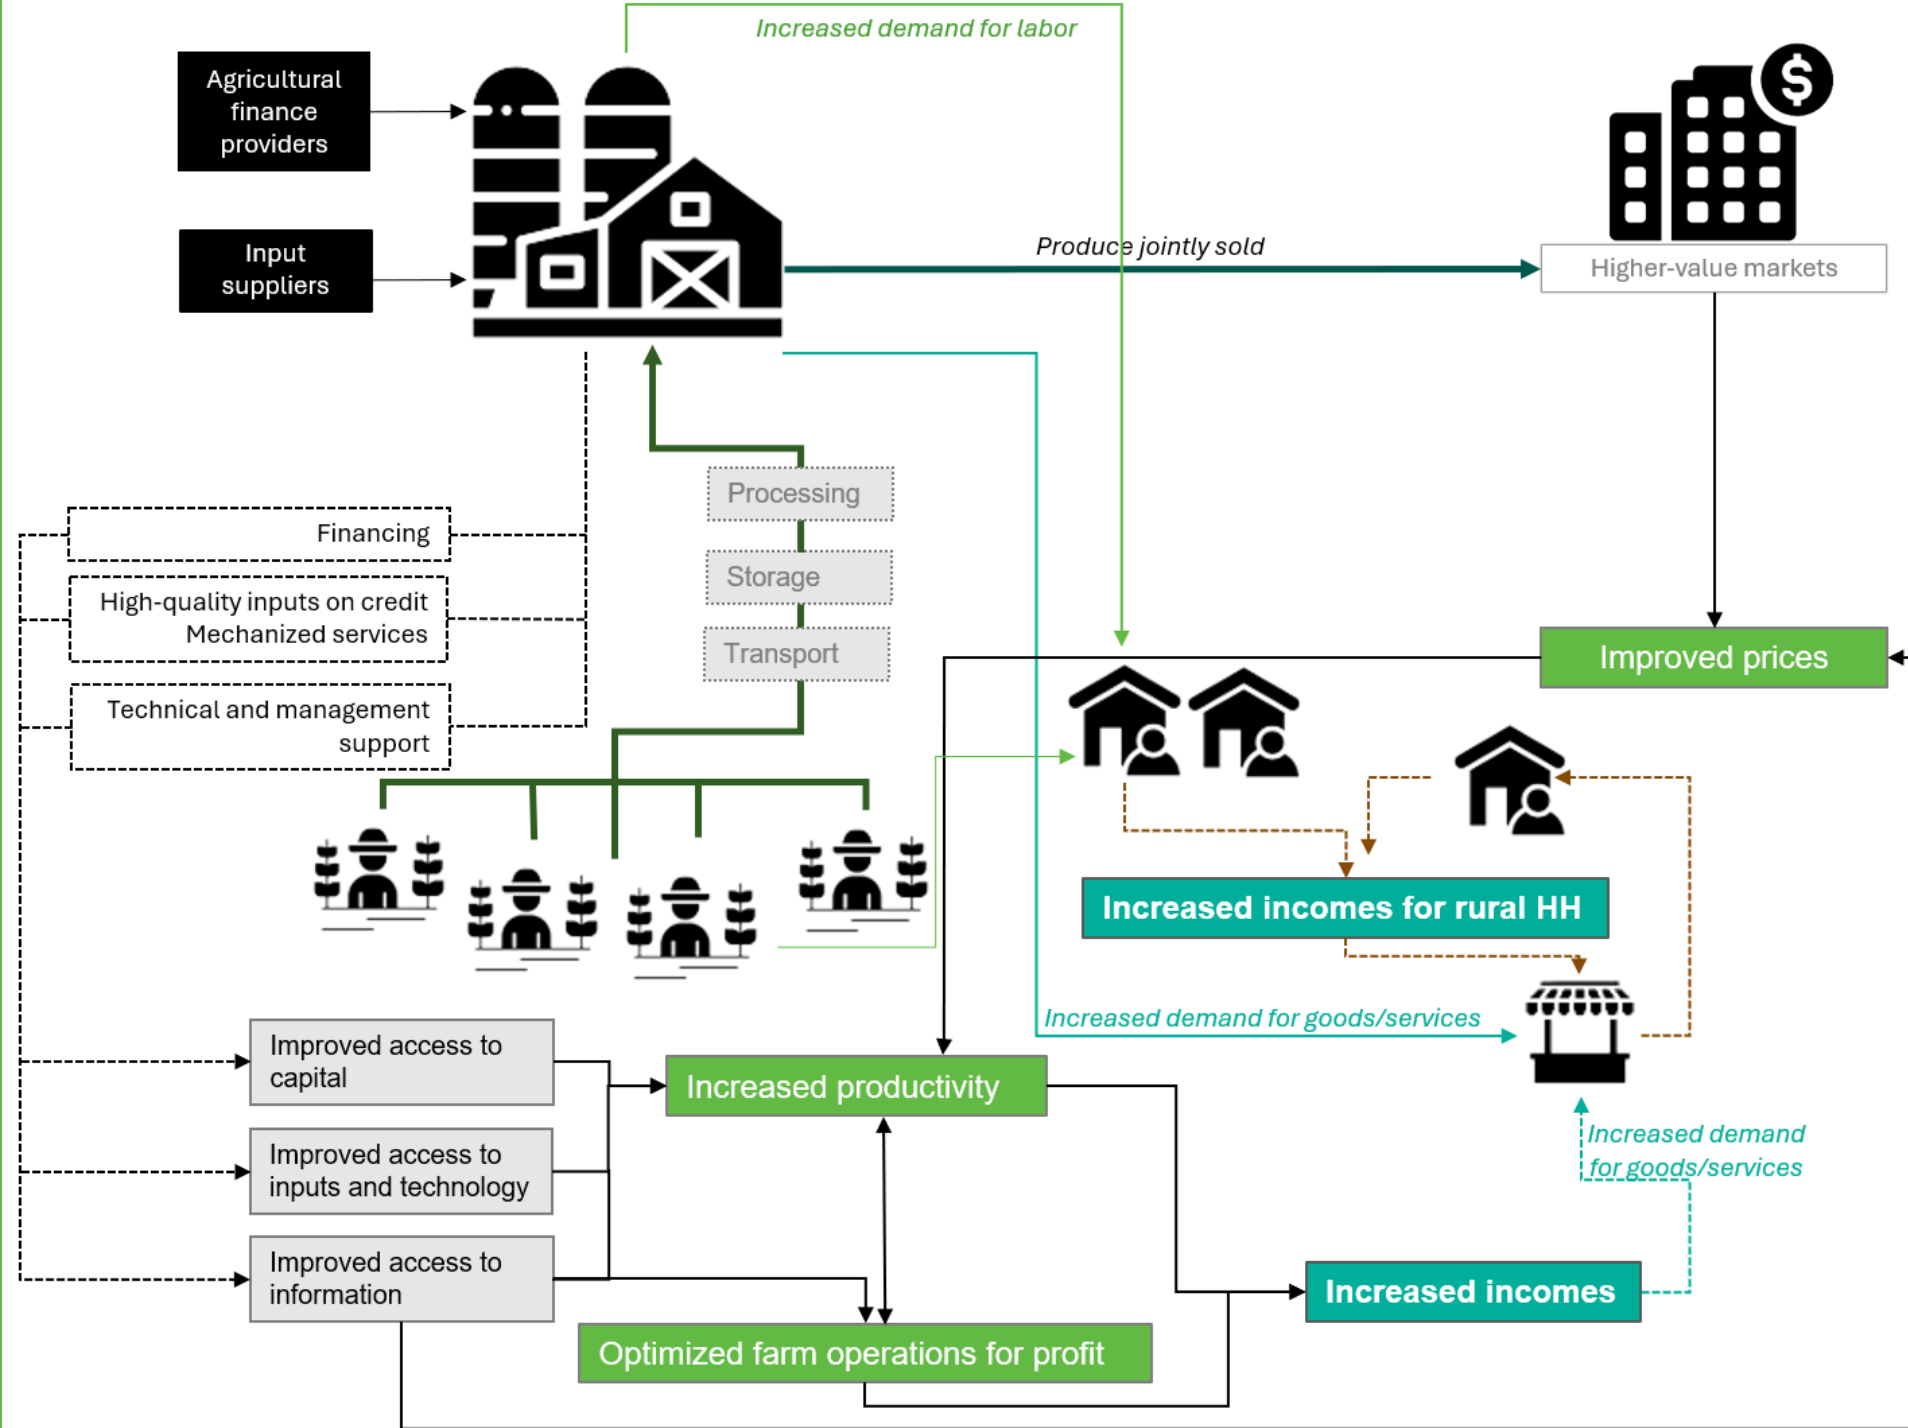 Increased demand for labor
Agricultural
finance
providers
$
Input
suppliers
Produce jointly sold
Higher-value markets
Processing
Financing
Storage
High-quality inputs on credit
Mechanized services
Transport
Improved prices
Technical and management
support
Increased incomes for rural HH
Increased demand for goods/services
Improved access to
capital
Increased productivity
Increased demand
for goods/services
Improved access to
inputs and technology
Improved access to
information
Increased incomes
Optimized farm operations for profit